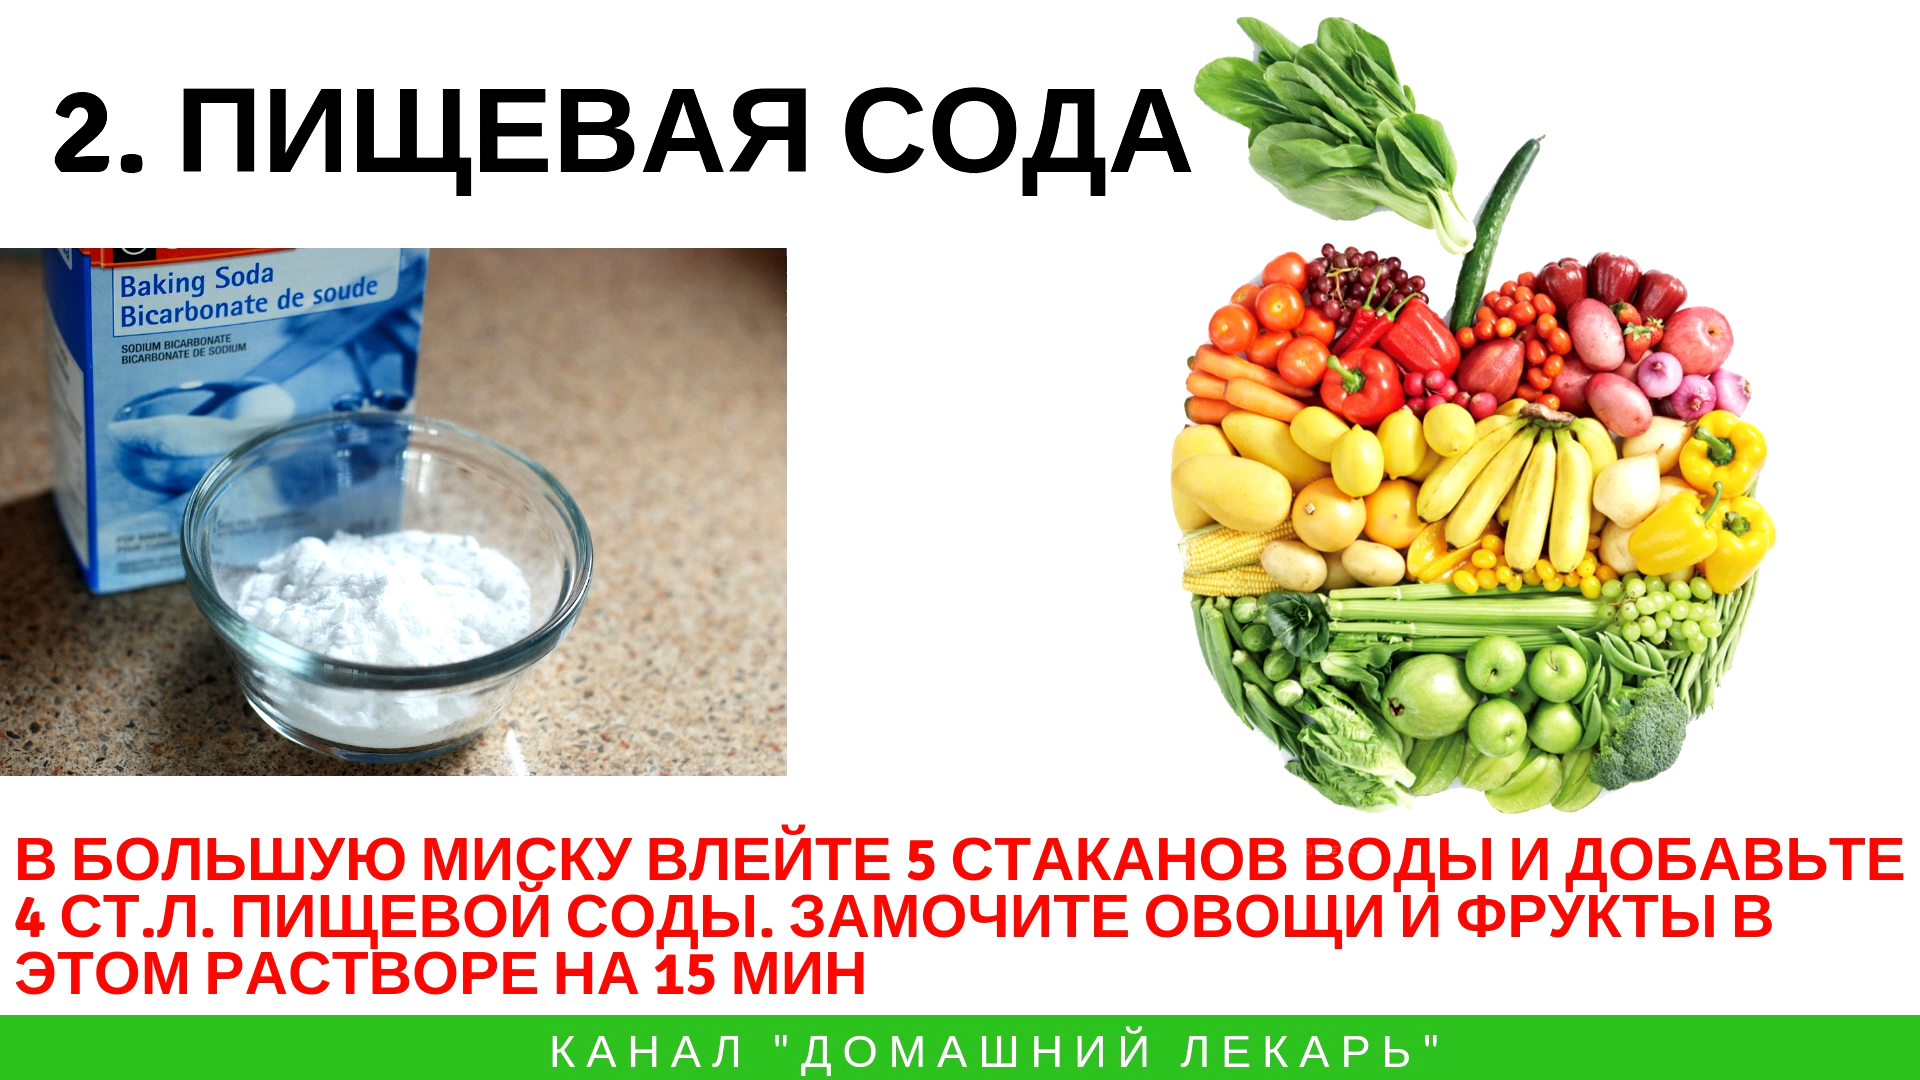 2. ПИЩЕВАЯ СОДА
Baking Soda
Bicarbonate de soude
SODIUM BICARBONATE
BICARBONATE DE SODIUM
В БОЛЬШУЮ МИСКУ ВЛЕЙТЕ 5 СТАКАНОВ ВОДЫ И ДОБАВЬТЕ
4 СТ.Л. ПИЩЕВОЙ СОДЫ. ЗАМОЧИТЕ ОВОЩИ И ФРУКТЫ В
ЭТОМ РАСТВОРЕ НА 15 МИН
КАНАЛ "ДОМАШНИЙ ЛЕКАРЬ"